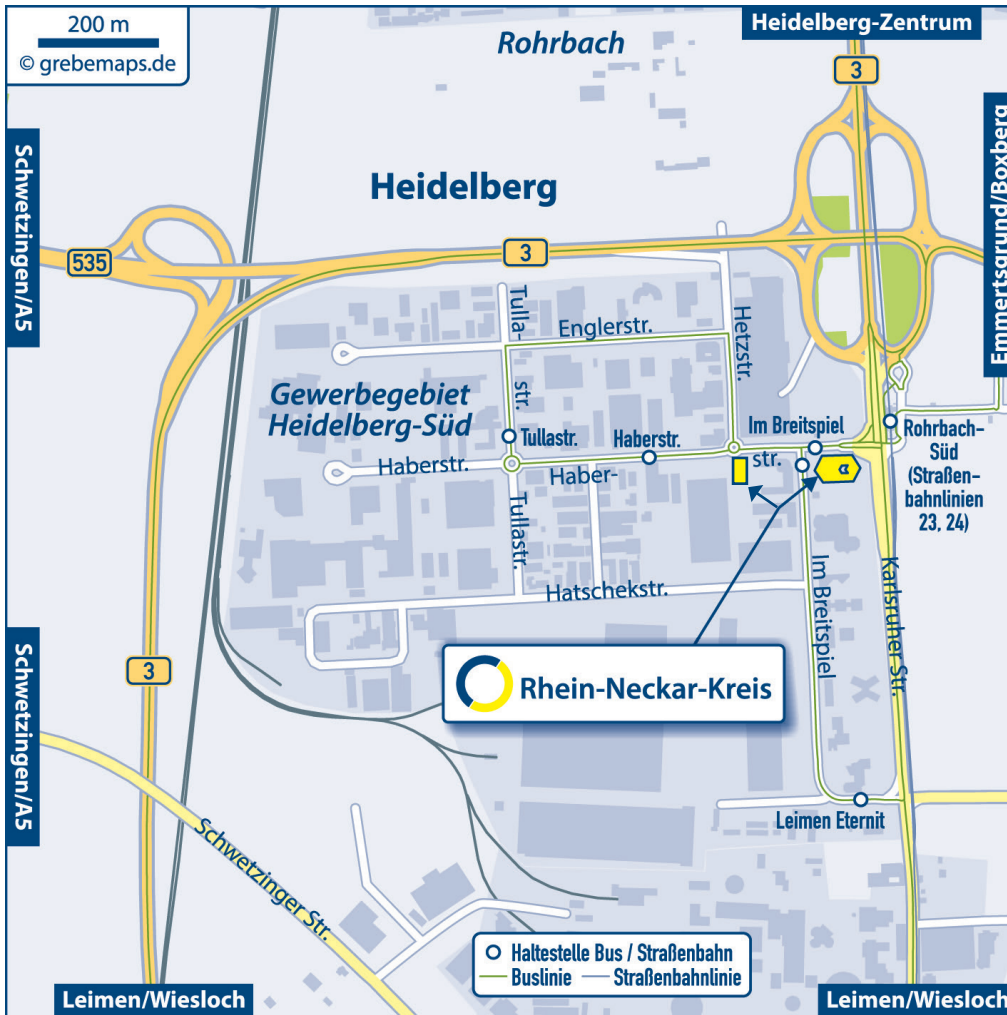 200 m
© grebemaps.de
Rohrbach
Heidelberg-Zentrum
3
Schwetzingen/A5
Emmertsgrund/Boxberg
Heidelberg
535
3
Tulla-
str.
Englerstr.
Hetzstr.
Gewerbegebiet
Heidelberg-Süd
Tullastr.
Haberstr.
Im Breitspiel
Rohrbach-
Süd
(Straßen-
bahnlinien
23, 24)
Haberstr.
Haber-
str.
Tullastr.
Hatschekstr.
Im Breitspiel
Karlsruher Str.
Schwetzingen/A5
3
Rhein-Neckar-Kreis
Leimen Eternit
Schwetzinger Str.
Haltestelle Bus / Straßenbahn
Buslinie
Straßenbahnlinie
Leimen/Wiesloch
Leimen/Wiesloch